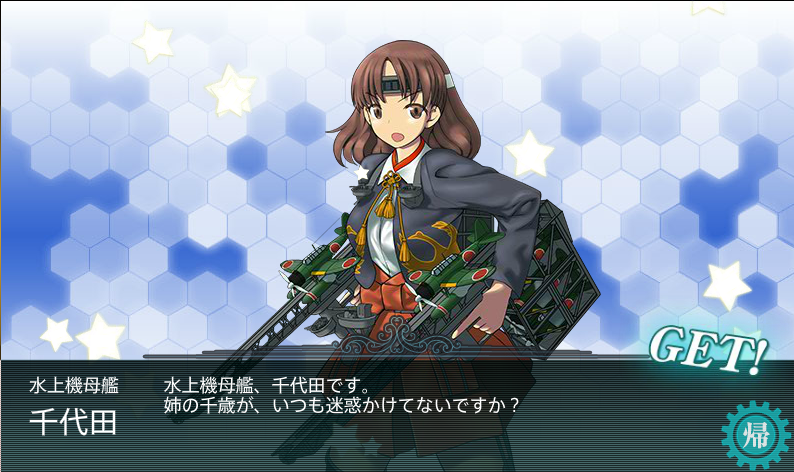 GET!
水上機母艦
千代田
水上機母艦、千代田です。
姉の千歳が、いつも迷惑かけてないですか？
帰